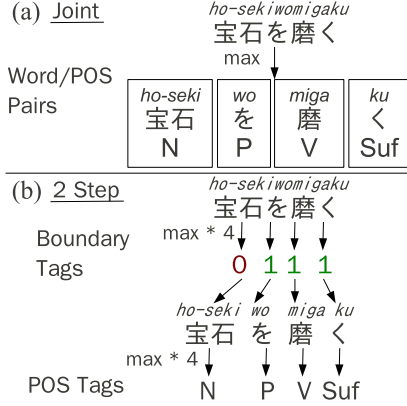 (a) Joint
ho-sekiwomigaku
宝石を磨く
max
Word/POS
Pairs
ho-seki wo miga ku
宝石 を 磨 く
N P V Suf
(b) 2 Step
ho-sekiwomigaku
宝石を磨く
Boundary
Tags
max * 4
0 1 1 1
ho-seki wo miga ku
宝石 を 磨 く
max * 4
POS Tags
N P V Suf